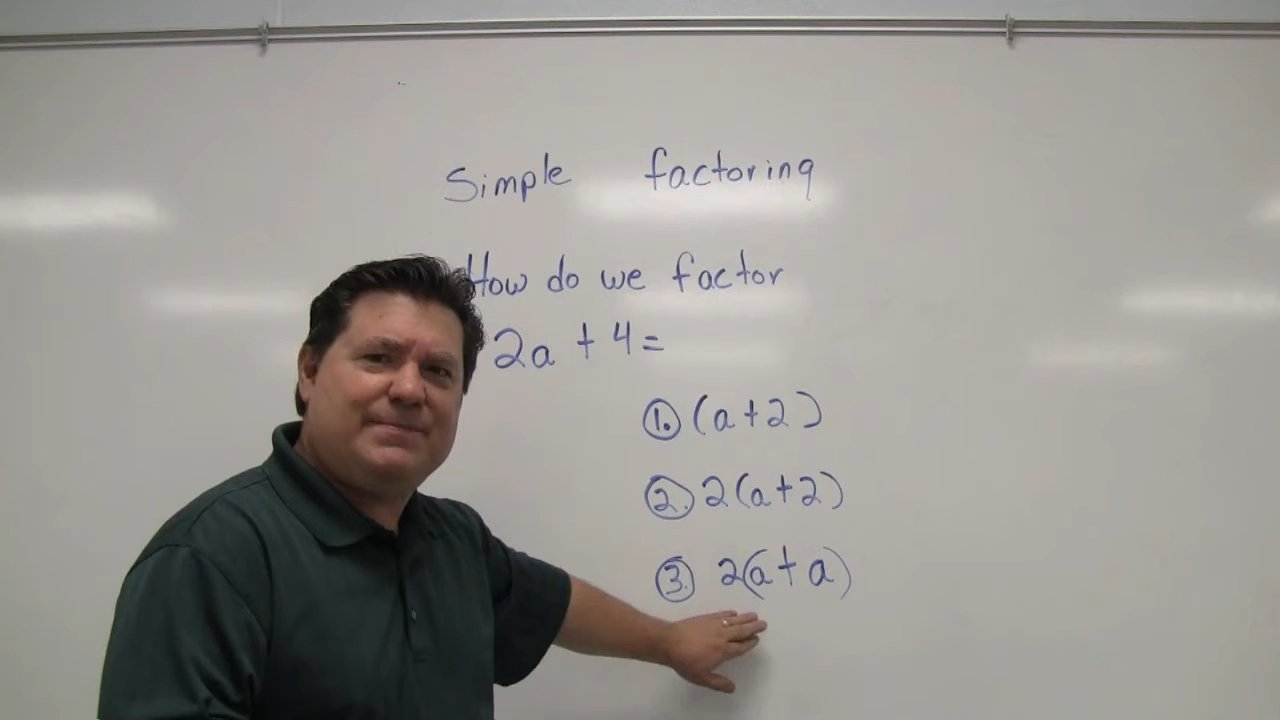 Simple factoring
How do we factor
2a + 4 =
1. (a+2)
2. 2(a+2)
3. 2(a+a)